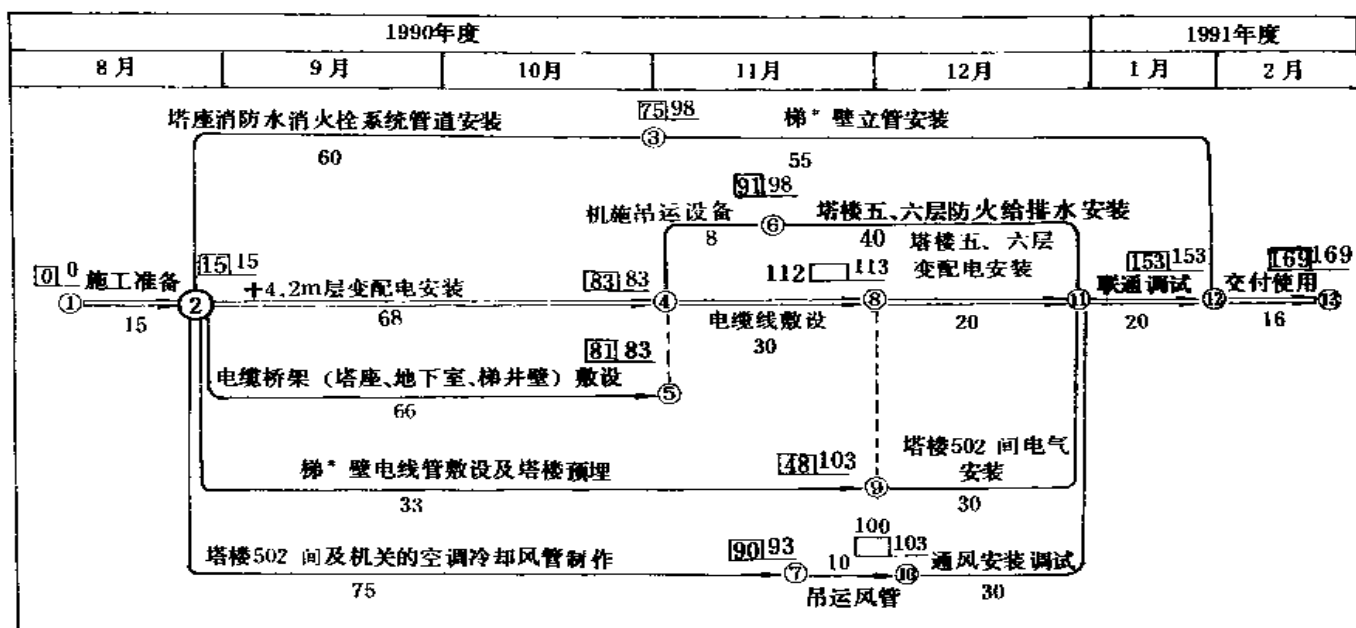 1990年度
1991年度
8月
9月
10月
11月
12月
1月
2月
塔座消防水消火栓系统管道安装
60
75 98
③
梯*壁立管安装
55
机施吊运设备
8
91 98
⑥
塔楼五、六层防火给排水安装
40
塔楼五、六层
变配电安装
0 0
①
施工准备
15
15 15
②
+4,2m层变配电安装
68
83 83
④
电缆线敷设
30
112 113
⑧
20
⑪
联通调试
20
153 153
⑫
交付使用
16
169 169
⑬
电缆桥架（塔座、地下室、梯井壁）敷设
66
81 83
⑤
梯*壁电线管敷设及塔楼预埋
33
48 103
⑨
塔楼502间电气
安装
30
塔楼502间及机关的空调冷却风管制作
75
90 93
⑦
10
吊运风管
100
103
⑩
通风安装调试
30